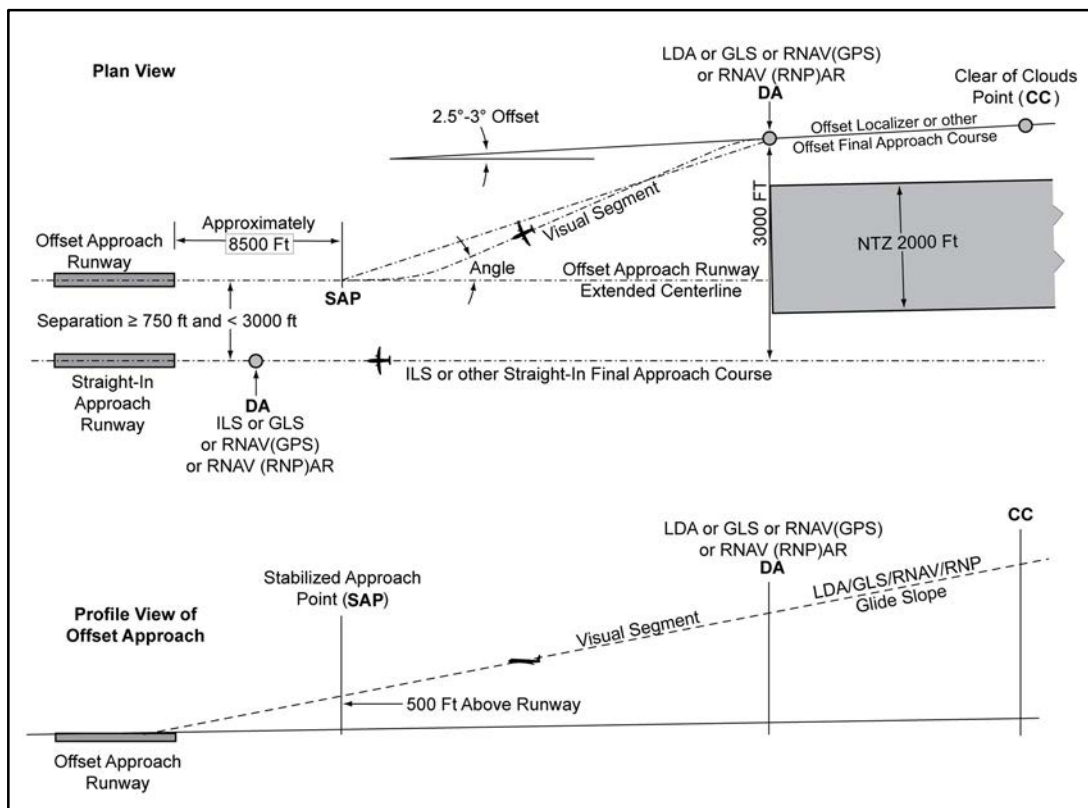 Plan View
LDA or GLS or RNAV(GPS)
or RNAV (RNP)AR
DA
Clear of Clouds
Point (CC)
2.5°-3° Offset
Offset Localizer or other
Offset Final Approach Course
Approximately
8500 Ft
Offset Approach
Runway
Visual Segment
3000 FT
NTZ 2000 Ft
Angle
SAP
Offset Approach Runway
Extended Centerline
Separation ≥ 750 ft and < 3000 ft
ILS or other Straight-In Final Approach Course
Straight-In
Approach
Runway
DA
ILS or GLS
or RNAV(GPS)
or RNAV (RNP)AR
LDA or GLS or RNAV(GPS)
or RNAV (RNP)AR
DA
CC
Stabilized Approach
Point (SAP)
Profile View of
Offset Approach
LDA/GLS/RNAV/RNP
Glide Slope
Visual Segment
500 Ft Above Runway
Offset Approach
Runway